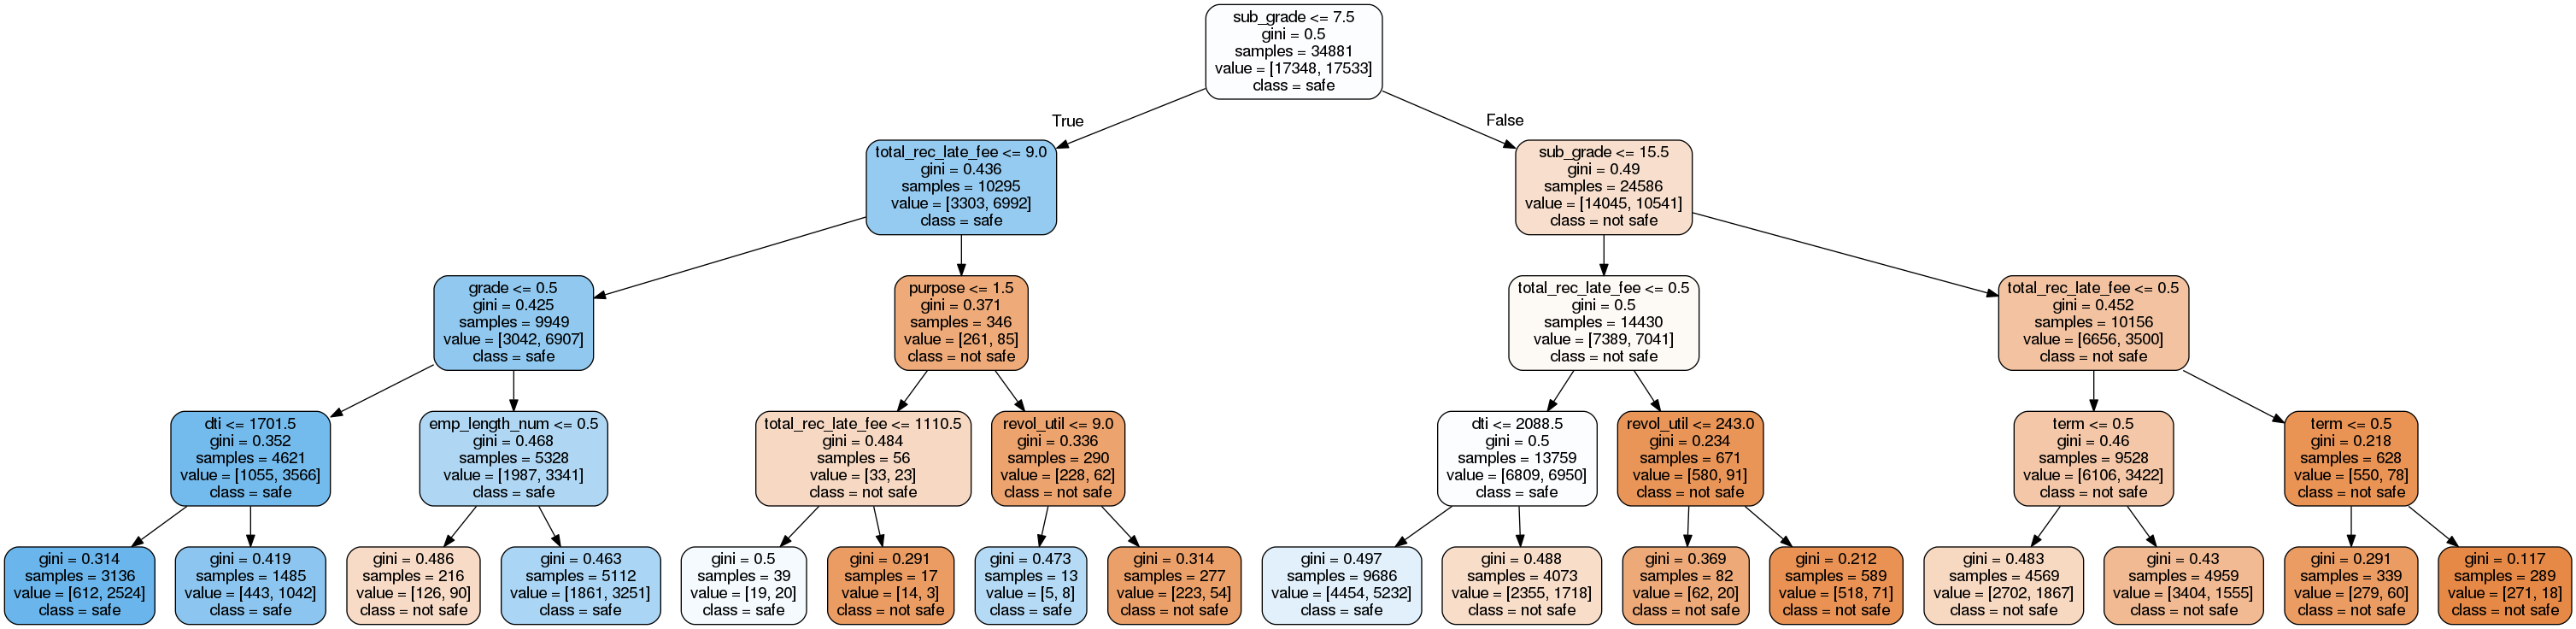 sub_grade <= 7.5
gini = 0.5
samples = 34881
value = [17348, 17533]
class = safe
True
False
total_rec_late_fee <= 9.0
gini = 0.436
samples = 10295
value = [3303, 6992]
class = safe
sub_grade <= 15.5
gini = 0.49
samples = 24586
value = [14045, 10541]
class = not safe
grade <= 0.5
gini = 0.425
samples = 9949
value = [3042, 6907]
class = safe
purpose <= 1.5
gini = 0.371
samples = 346
value = [261, 85]
class = not safe
total_rec_late_fee <= 0.5
gini = 0.5
samples = 14430
value = [7389, 7041]
class = not safe
total_rec_late_fee <= 0.5
gini = 0.452
samples = 10156
value = [6656, 3500]
class = not safe
dti <= 1701.5
gini = 0.352
samples = 4621
value = [1055, 3566]
class = safe
emp_length_num <= 0.5
gini = 0.468
samples = 5328
value = [1987, 3341]
class = safe
total_rec_late_fee <= 1110.5
gini = 0.484
samples = 56
value = [33, 23]
class = not safe
revol_util <= 9.0
gini = 0.336
samples = 290
value = [228, 62]
class = not safe
dti <= 2088.5
gini = 0.5
samples = 13759
value = [6809, 6950]
class = safe
revol_util <= 243.0
gini = 0.234
samples = 671
value = [580, 91]
class = not safe
term <= 0.5
gini = 0.46
samples = 9528
value = [6106, 3422]
class = not safe
term <= 0.5
gini = 0.218
samples = 628
value = [550, 78]
class = not safe
gini = 0.314
samples = 3136
value = [612, 2524]
class = safe
gini = 0.419
samples = 1485
value = [443, 1042]
class = safe
gini = 0.486
samples = 216
value = [126, 90]
class = not safe
gini = 0.463
samples = 5112
value = [1861, 3251]
class = safe
gini = 0.5
samples = 39
value = [19, 20]
class = safe
gini = 0.291
samples = 17
value = [14, 3]
class = not safe
gini = 0.473
samples = 13
value = [5, 8]
class = safe
gini = 0.314
samples = 277
value = [223, 54]
class = not safe
gini = 0.497
samples = 9686
value = [4454, 5232]
class = safe
gini = 0.488
samples = 4073
value = [2355, 1718]
class = not safe
gini = 0.369
samples = 82
value = [62, 20]
class = not safe
gini = 0.212
samples = 589
value = [518, 71]
class = not safe
gini = 0.483
samples = 4569
value = [2702, 1867]
class = not safe
gini = 0.43
samples = 4959
value = [3404, 1555]
class = not safe
gini = 0.291
samples = 339
value = [279, 60]
class = not safe
gini = 0.117
samples = 289
value = [271, 18]
class = not safe